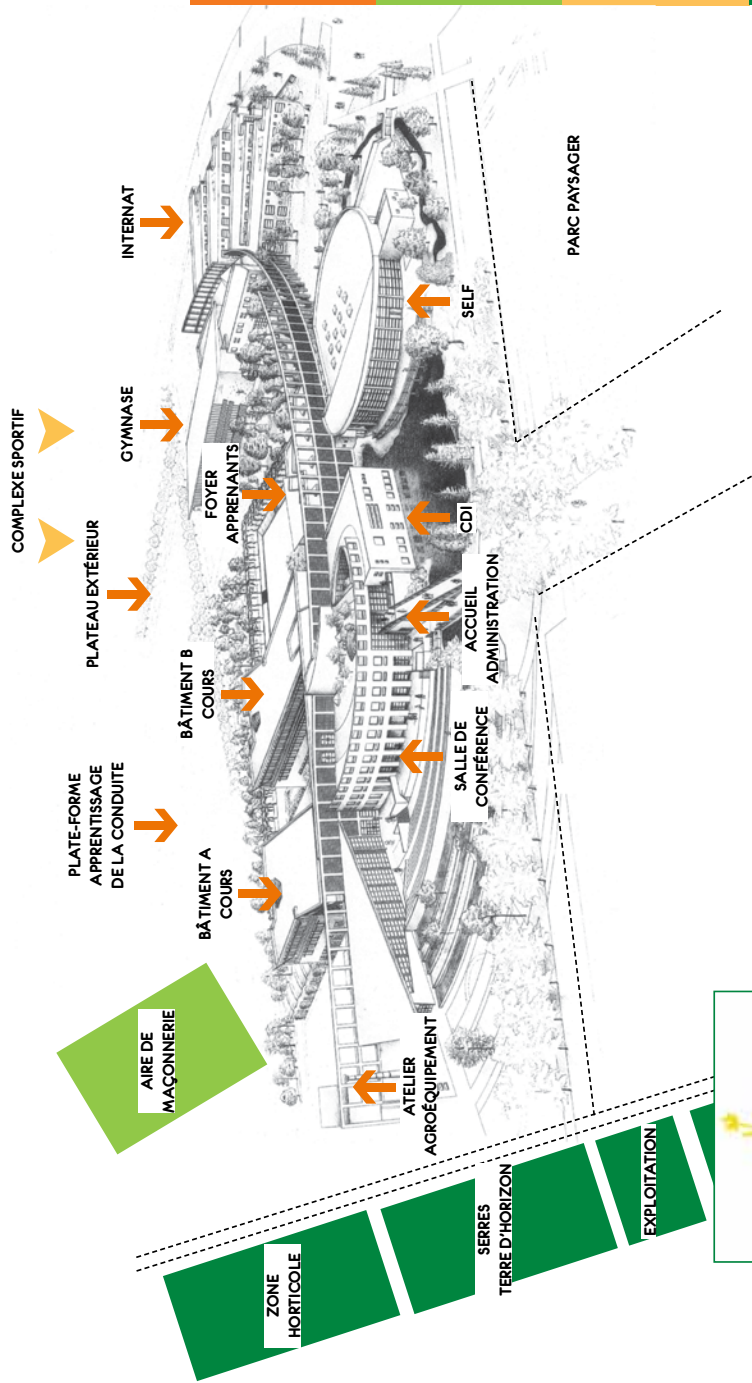 COMPLEXE SPORTIF
PLATEAU EXTÉRIEUR
GYMNASE
INTERNAT
PLATE-FORME
APPRENTISSAGE
DE LA CONDUITE
BÂTIMENT A
COURS
BÂTIMENT B
COURS
FOYER
APPRENANTS
AIRE DE
MAÇONNERIE
ATELIER
AGROÉQUIPEMENT
SALLE DE
CONFÉRENCE
ACCUEIL
ADMINISTRATION
CDI
SELF
PARC PAYSAGER
ZONE
HORTICOLE
SERRES
TERRE D'HORIZON
EXPLOITATION